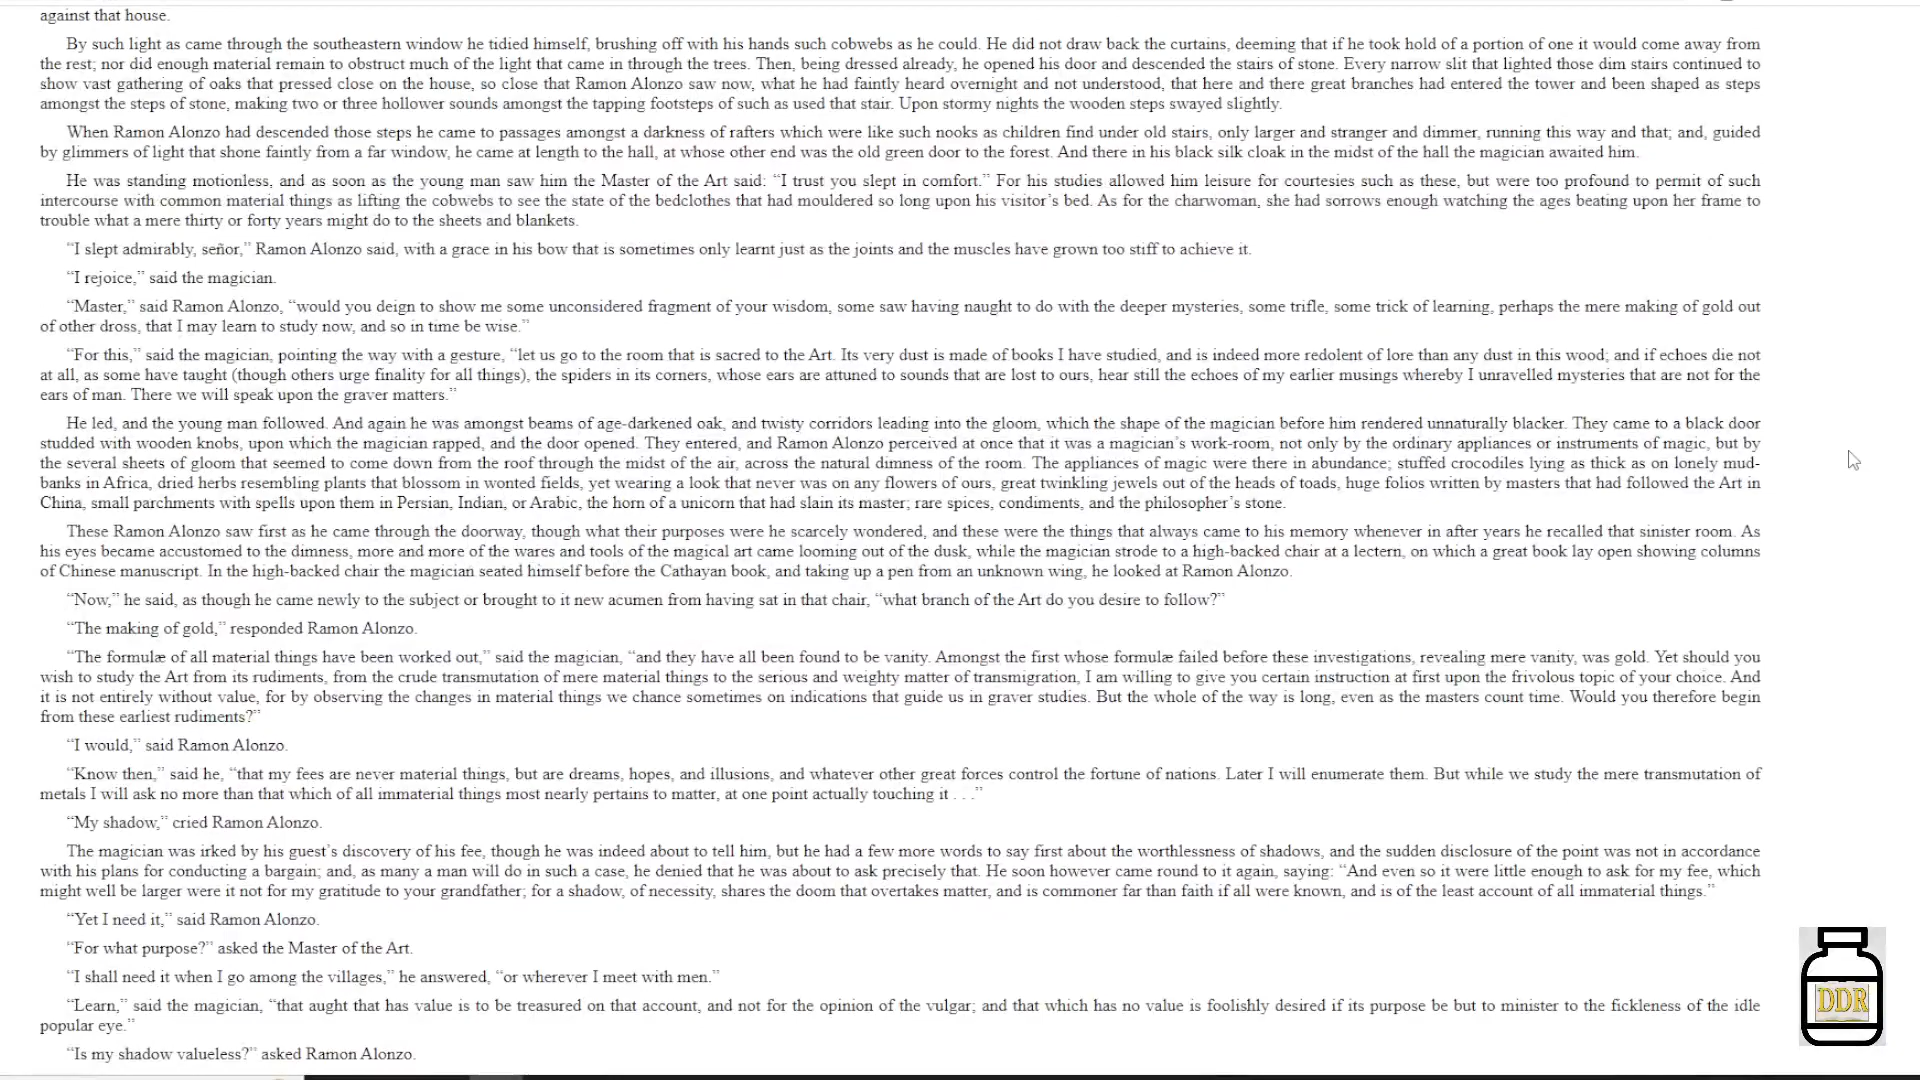 against that house.
By such light as came through the southeastern window he tidied himself, brushing off with his hands such cobwebs as he could. He did not draw back the curtains, deeming that if he took hold of a portion of one it would come away from
the rest; nor did enough material remain to obstruct much of the light that came in through the trees. Then, being dressed already, he opened his door and descended the stairs of stone. Every narrow slit that lighted those dim stairs continued to
show vast gathering of oaks that pressed close on the house, so close that Ramon Alonzo saw now, what he had faintly heard overnight and not understood, that here and there great branches had entered the tower and been shaped as steps
amongst the steps of stone, making two or three hollower sounds amongst the tapping footsteps of such as used that stair. Upon stormy nights the wooden steps swayed slightly.
When Ramon Alonzo had descended those steps he came to passages amongst a darkness of rafters which were like such nooks as children find under old stairs, only larger and stranger and dimmer, running this way and that; and, guided
by glimmers of light that shone faintly from a far window, he came at length to the hall, at whose other end was the old green door to the forest. And there in his black silk cloak in the midst of the hall the magician awaited him.
He was standing motionless, and as soon as the young man saw him the Master of the Art said: “I trust you slept in comfort.” For his studies allowed him leisure for courtesies such as these, but were too profound to permit of such
intercourse with common material things as lifting the cobwebs to see the state of the bedclothes that had mouldered so long upon his visitor’s bed. As for the charwoman, she had sorrows enough watching the ages beating upon her frame to
trouble what a mere thirty or forty years might do to the sheets and blankets.
“I slept admirably, señor,” Ramon Alonzo said, with a grace in his bow that is sometimes only learnt just as the joints and the muscles have grown too stiff to achieve it.
“I rejoice,” said the magician.
“Master,” said Ramon Alonzo, “would you deign to show me some unconsidered fragment of your wisdom, some saw having naught to do with the deeper mysteries, some trifle, some trick of learning, perhaps the mere making of gold out
of other dross, that I may learn to study now, and so in time be wise.”
“For this,” said the magician, pointing the way with a gesture, “let us go to the room that is sacred to the Art. Its very dust is made of books I have studied, and is indeed more redolent of lore than any dust in this wood; and if echoes die not
at all, as some have taught (though others urge finality for all things), the spiders in its corners, whose ears are attuned to sounds that are lost to ours, hear still the echoes of my earlier musings whereby I unravelled mysteries that are not for the
ears of man. There we will speak upon the graver matters.”
He led, and the young man followed. And again he was amongst beams of age-darkened oak, and twisty corridors leading into the gloom, which the shape of the magician before him rendered unnaturally blacker. They came to a black door
studded with wooden knobs, upon which the magician rapped, and the door opened. They entered, and Ramon Alonzo perceived at once that it was a magician’s work-room, not only by the ordinary appliances or instruments of magic, but by
the several sheets of gloom that seemed to come down from the roof through the midst of the air, across the natural dimness of the room. The appliances of magic were there in abundance; stuffed crocodiles lying as thick as on lonely mud-
banks in Africa, dried herbs resembling plants that blossom in wonted fields, yet wearing a look that never was on any flowers of ours, great twinkling jewels out of the heads of toads, huge folios written by masters that had followed the Art in
China, small parchments with spells upon them in Persian, Indian, or Arabic, the horn of a unicorn that had slain its master; rare spices, condiments, and the philosopher’s stone.
These Ramon Alonzo saw first as he came through the doorway, though what their purposes were he scarcely wondered, and these were the things that always came to his memory whenever in after years he recalled that sinister room. As
his eyes became accustomed to the dimness, more and more of the wares and tools of the magical art came looming out of the dusk, while the magician strode to a high-backed chair at a lectern, on which a great book lay open showing columns
of Chinese manuscript. In the high-backed chair the magician seated himself before the Cathayan book, and taking up a pen from an unknown wing, he looked at Ramon Alonzo.
“Now,” he said, as though he came newly to the subject or brought to it new acumen from having sat in that chair, “what branch of the Art do you desire to follow?”
“The making of gold,” responded Ramon Alonzo.
“The formulæ of all material things have been worked out,” said the magician, “and they have all been found to be vanity. Amongst the first whose formulæ failed before these investigations, revealing mere vanity, was gold. Yet should you
wish to study the Art from its rudiments, from the crude transmutation of mere material things to the serious and weighty matter of transmigration, I am willing to give you certain instruction at first upon the frivolous topic of your choice. And
it is not entirely without value, for by observing the changes in material things we chance sometimes on indications that guide us in graver studies. But the whole of the way is long, even as the masters count time. Would you therefore begin
from these earliest rudiments?”
“I would,” said Ramon Alonzo.
“Know then,” said he, “that my fees are never material things, but are dreams, hopes, and illusions, and whatever other great forces control the fortune of nations. Later I will enumerate them. But while we study the mere transmutation of
metals I will ask no more than that which of all immaterial things most nearly pertains to matter, at one point actually touching it . . .”
“My shadow,” cried Ramon Alonzo.
The magician was irked by his guest’s discovery of his fee, though he was indeed about to tell him, but he had a few more words to say first about the worthlessness of shadows, and the sudden disclosure of the point was not in accordance
with his plans for conducting a bargain; and, as many a man will do in such a case, he denied that he was about to ask precisely that. He soon however came round to it again, saying: “And even so it were little enough to ask for my fee, which
might well be larger were it not for my gratitude to your grandfather; for a shadow, of necessity, shares the doom that overtakes matter, and is commoner far than faith if all were known, and is of the least account of all immaterial things.”
“Yet I need it,” said Ramon Alonzo.
“For what purpose?” asked the Master of the Art.
“I shall need it when I go among the villages,” he answered, “or wherever I meet with men.”
“Learn,” said the magician, “that aught that has value is to be treasured on that account, and not for the opinion of the vulgar; and that which has no value is foolishly desired if its purpose be but to minister to the fickleness of the idle
popular eye.”
“Is my shadow valueless?” asked Ramon Alonzo.
DDR